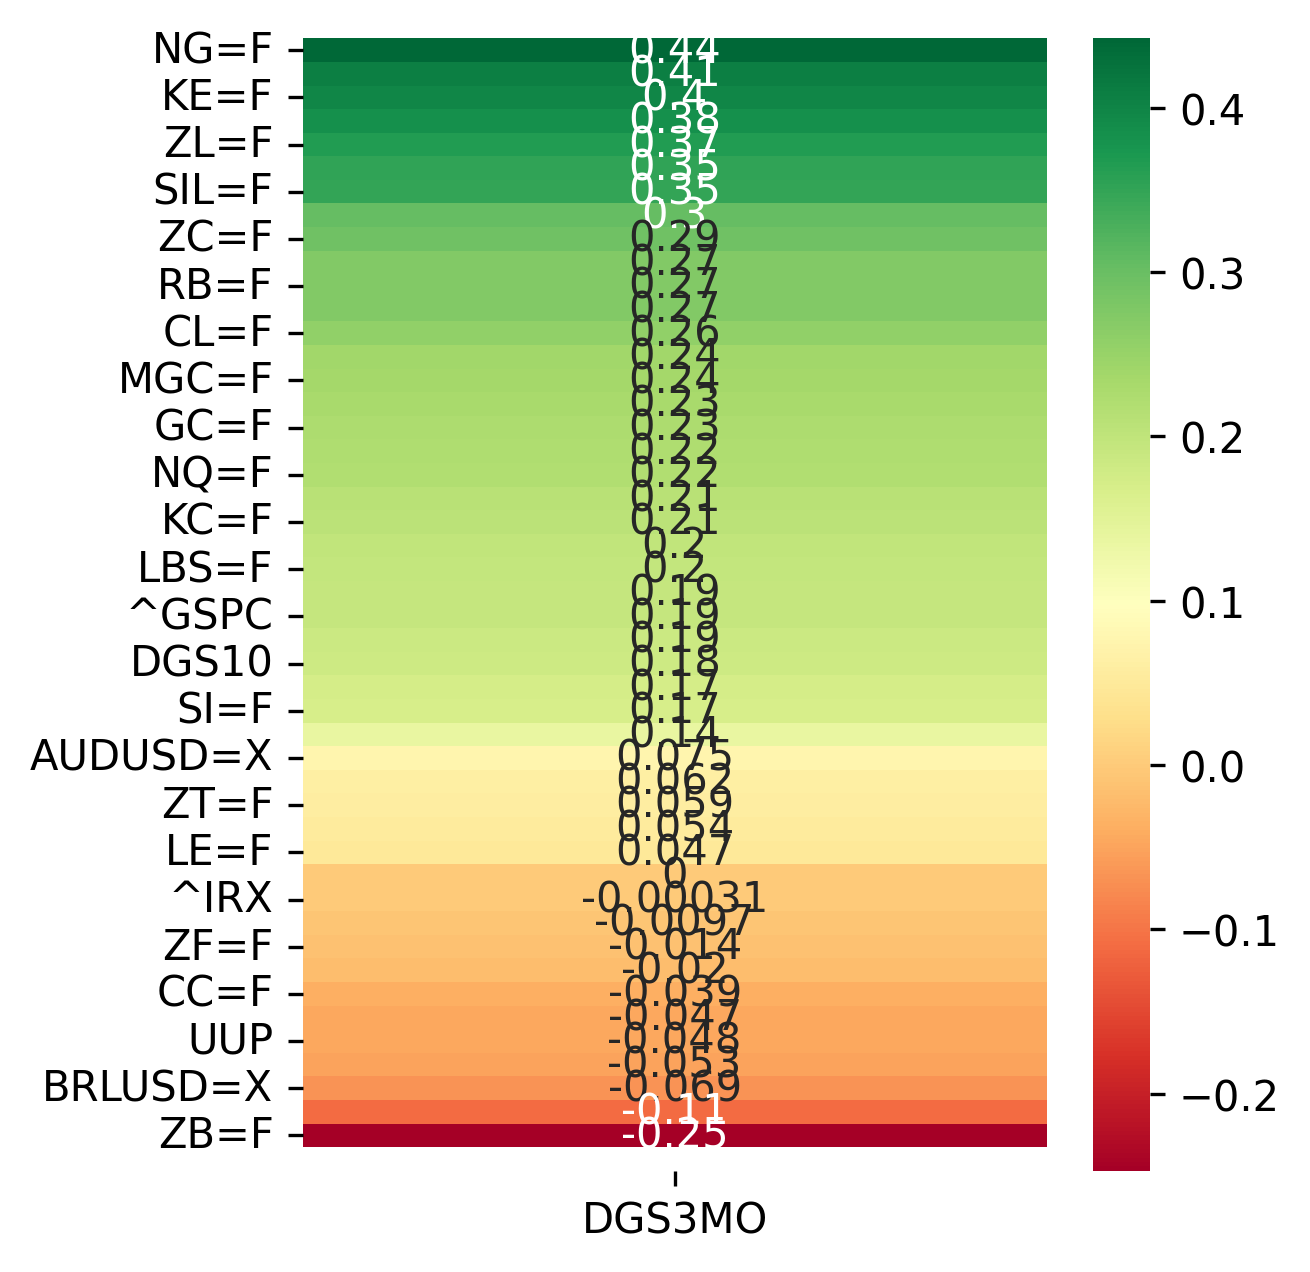 NG=F
KE=F
ZL=F
SIL=F
ZC=F
RB=F
CL=F
MGC=F
GC=F
NQ=F
KC=F
LBS=F
^GSPC
DGS10
SI=F
AUDUSD=X
ZT=F
LE=F
^IRX
ZF=F
CC=F
UUP
BRLUSD=X
ZB=F
0.44
0.41
0.4
0.38
0.37
0.35
0.35
0.3
0.29
0.27
0.27
0.27
0.26
0.24
0.24
0.23
0.23
0.22
0.22
0.21
0.21
0.2
0.2
0.19
0.19
0.19
0.18
0.17
0.17
0.14
0.075
0.062
0.059
0.054
0.047
0
-0.00031
-0.0097
-0.014
-0.02
-0.039
-0.047
-0.048
-0.053
-0.069
-0.11
-0.25
DGS3MO
0.4
0.3
0.2
0.1
0.0
−0.1
−0.2